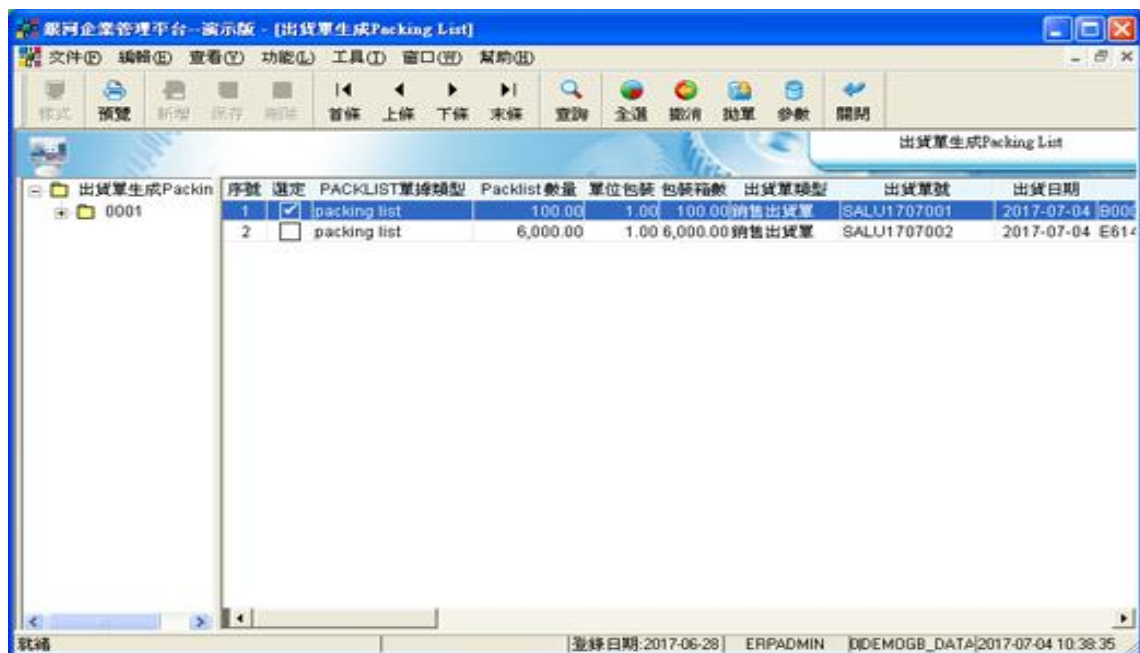 銀河企業管理平台--演示版 - [出貨單生成Packing List]
文件(F) 編輯(E) 查看(Y) 功能(L) 工具(T) 窗口(W) 幫助(H)
樣式 預覽 新增 保存 刪除 首條 上條 下條 末條 查詢 全選 撤消 拋單 參數 關閉
出貨單生成Packing List
出貨單生成Packin
0001
序號 選定 PACKLIST單據類型 Packlist數量 單位包裝 包裝箱數 出貨單類型 出貨單號 出貨日期
1 packing list 100.00 1.00 100.00 銷售出貨單 SALU1707001 2017-07-04 B000
2 packing list 6,000.00 1.00 6,000.00 銷售出貨單 SALU1707002 2017-07-04 E614
就緒 登錄日期:2017-06-28 ERPADMIN DEMOGB_DATA 2017-07-04 10:38:35